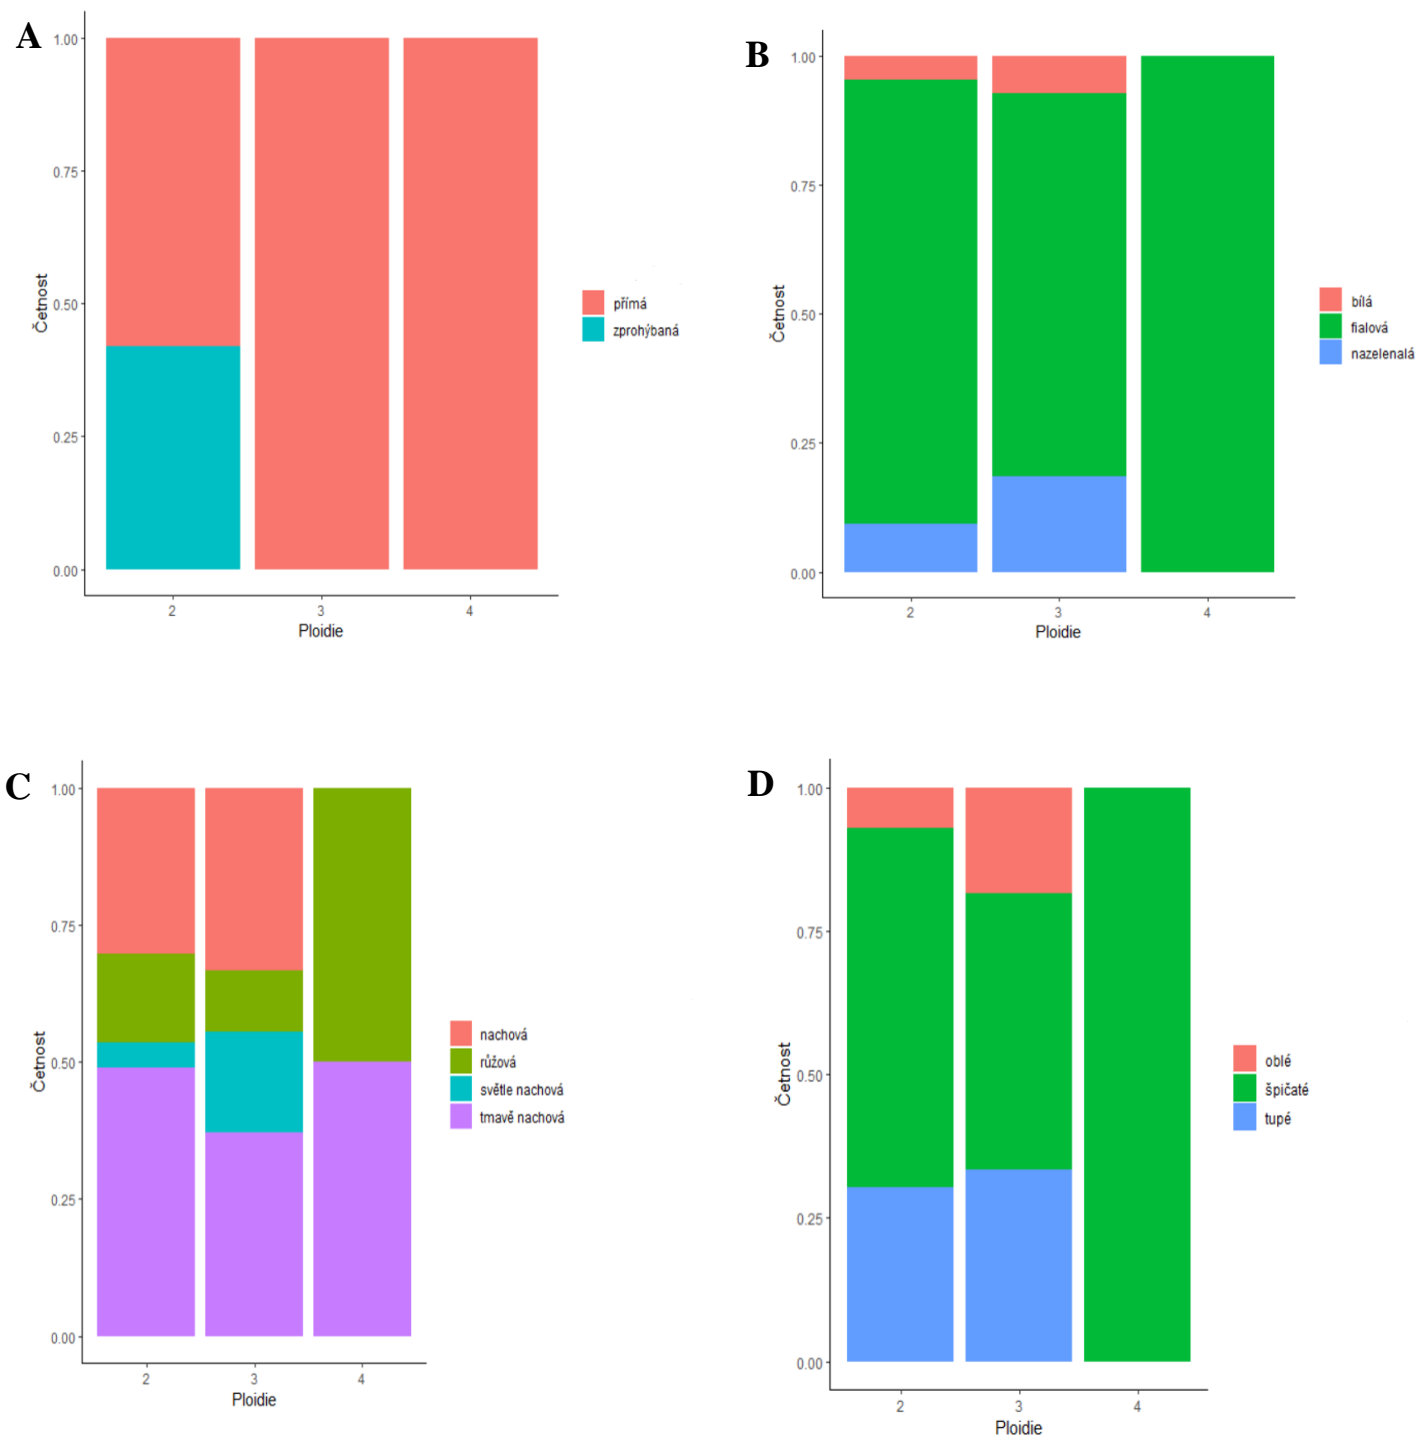 A
1.00
0.75
0.50
0.25
0.00
Četnost
2 3 4
Ploidie
přímá
zprohýbaná
B
1.00
0.75
0.50
0.25
0.00
Četnost
2 3 4
Ploidie
bílá
fialová
nazelenalá
C
1.00
0.75
0.50
0.25
0.00
Četnost
2 3 4
Ploidie
nachová
růžová
světle nachová
tmavě nachová
D
1.00
0.75
0.50
0.25
0.00
Četnost
2 3 4
Ploidie
oblé
špičaté
tupé